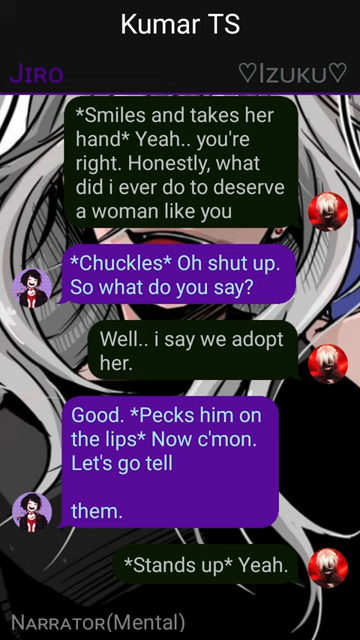 Kumar TS
Jiro ♡Izuku♡
*Smiles and takes her
hand* Yeah.. you're
right. Honestly, what
did i ever do to deserve
a woman like you
*Chuckles* Oh shut up.
So what do you say?
Well.. i say we adopt
her.
Good. *Pecks him on
the lips* Now c'mon.
Let's go tell
them.
*Stands up* Yeah.
Narrator(Mental)